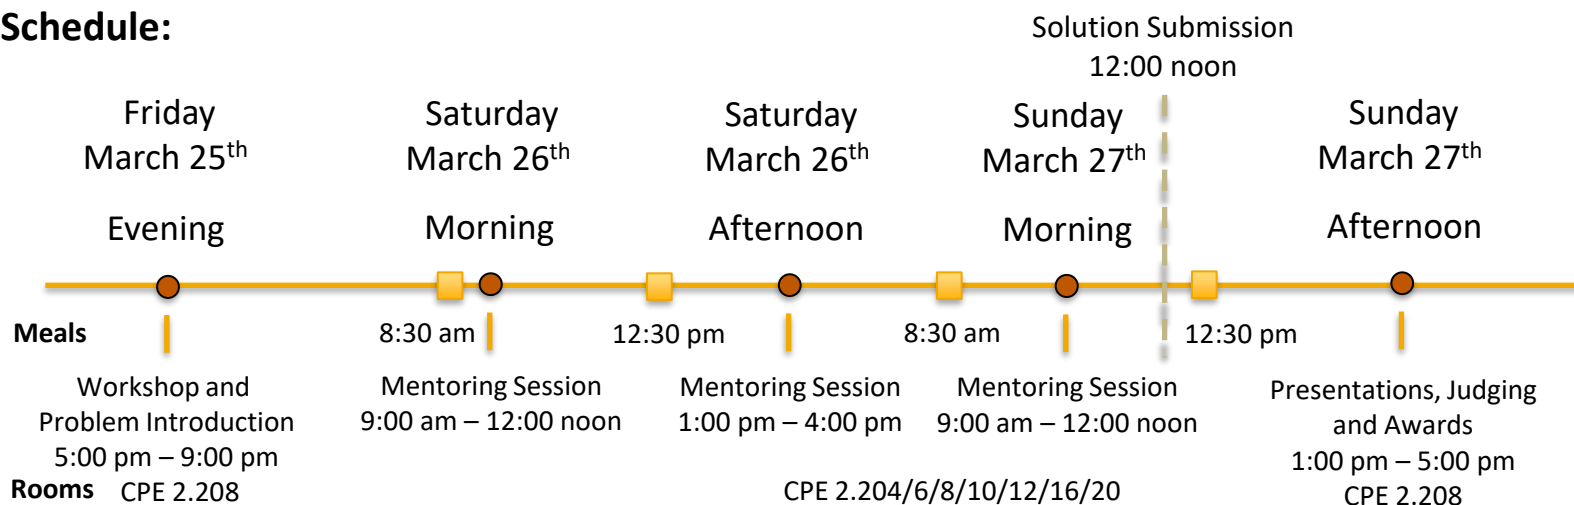 Schedule:
Solution Submission
12:00 noon
Friday
March 25th
Evening
Saturday
March 26th
Morning
Saturday
March 26th
Afternoon
Sunday
March 27th
Morning
Sunday
March 27th
Afternoon
Meals
8:30 am
12:30 pm
8:30 am
12:30 pm
Workshop and
Problem Introduction
5:00 pm – 9:00 pm
Mentoring Session
9:00 am – 12:00 noon
Mentoring Session
1:00 pm – 4:00 pm
Mentoring Session
9:00 am – 12:00 noon
Presentations, Judging
and Awards
1:00 pm – 5:00 pm
Rooms
CPE 2.208
CPE 2.204/6/8/10/12/16/20
CPE 2.208